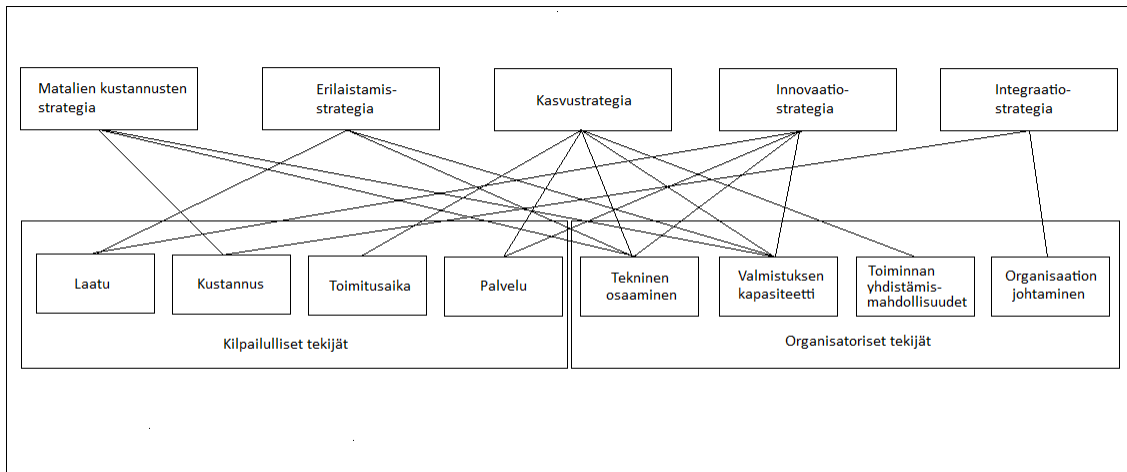 Matalien kustannusten
strategia
Erilaistamis-
strategia
Kasvustrategia
Innovaatio-
strategia
Integraatio-
strategia
Laatu
Kustannus
Toimitusaika
Palvelu
Tekninen
osaaminen
Valmistuksen
kapasiteetti
Toiminnan
yhdistämis-
mahdollisuudet
Organisaation
johtaminen
Kilpailulliset tekijät
Organisatoriset tekijät